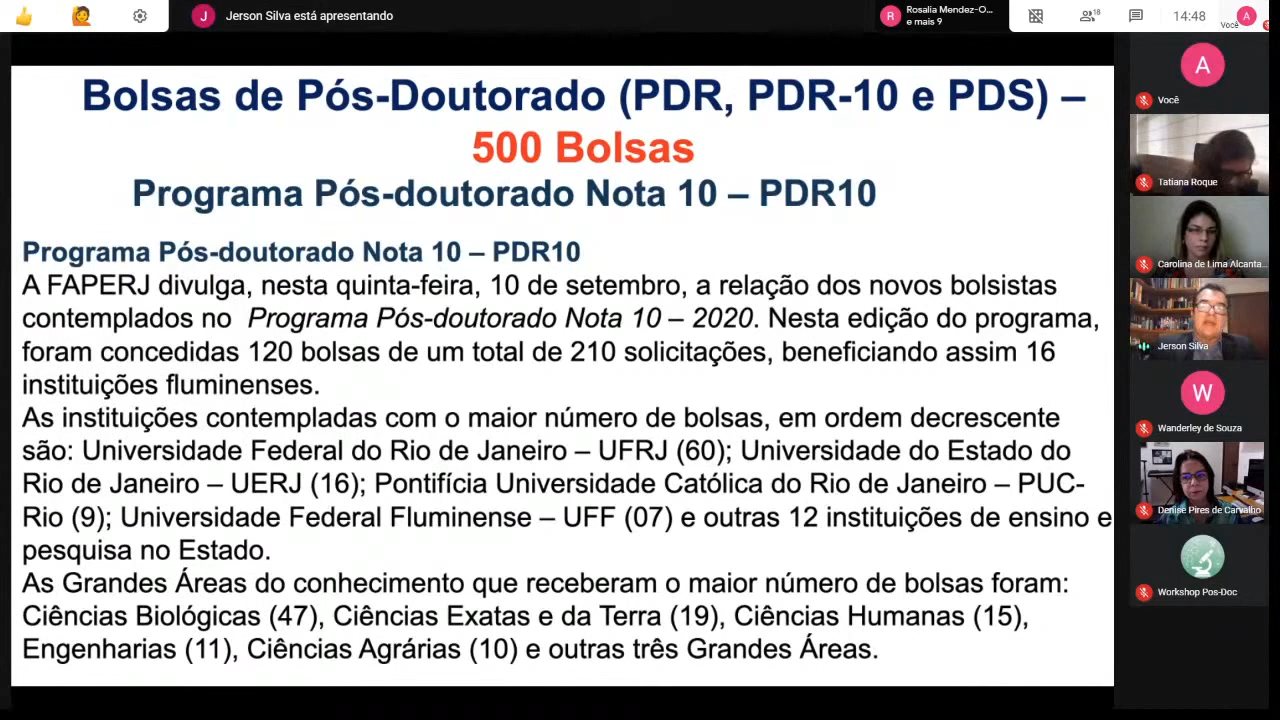 Jerson Silva está apresentando
R
Rosalia Mendez-O...
e mais 9
18
14:48
Você
A
J
Bolsas de Pós-Doutorado (PDR, PDR-10 e PDS) –
500 Bolsas
Programa Pós-doutorado Nota 10 – PDR10
Programa Pós-doutorado Nota 10 – PDR10
A FAPERJ divulga, nesta quinta-feira, 10 de setembro, a relação dos novos bolsistas
contemplados no Programa Pós-doutorado Nota 10 – 2020. Nesta edição do programa,
foram concedidas 120 bolsas de um total de 210 solicitações, beneficiando assim 16
instituições fluminenses.
As instituições contempladas com o maior número de bolsas, em ordem decrescente
são: Universidade Federal do Rio de Janeiro – UFRJ (60); Universidade do Estado do
Rio de Janeiro – UERJ (16); Pontifícia Universidade Católica do Rio de Janeiro – PUC-
Rio (9); Universidade Federal Fluminense – UFF (07) e outras 12 instituições de ensino e
pesquisa no Estado.
As Grandes Áreas do conhecimento que receberam o maior número de bolsas foram:
Ciências Biológicas (47), Ciências Exatas e da Terra (19), Ciências Humanas (15),
Engenharias (11), Ciências Agrárias (10) e outras três Grandes Áreas.
A
Você
Tatiana Roque
Carolina de Lima Alcanta...
Jerson Silva
W
Wanderley de Souza
Denise Pires de Carvalho
Workshop Pos-Doc